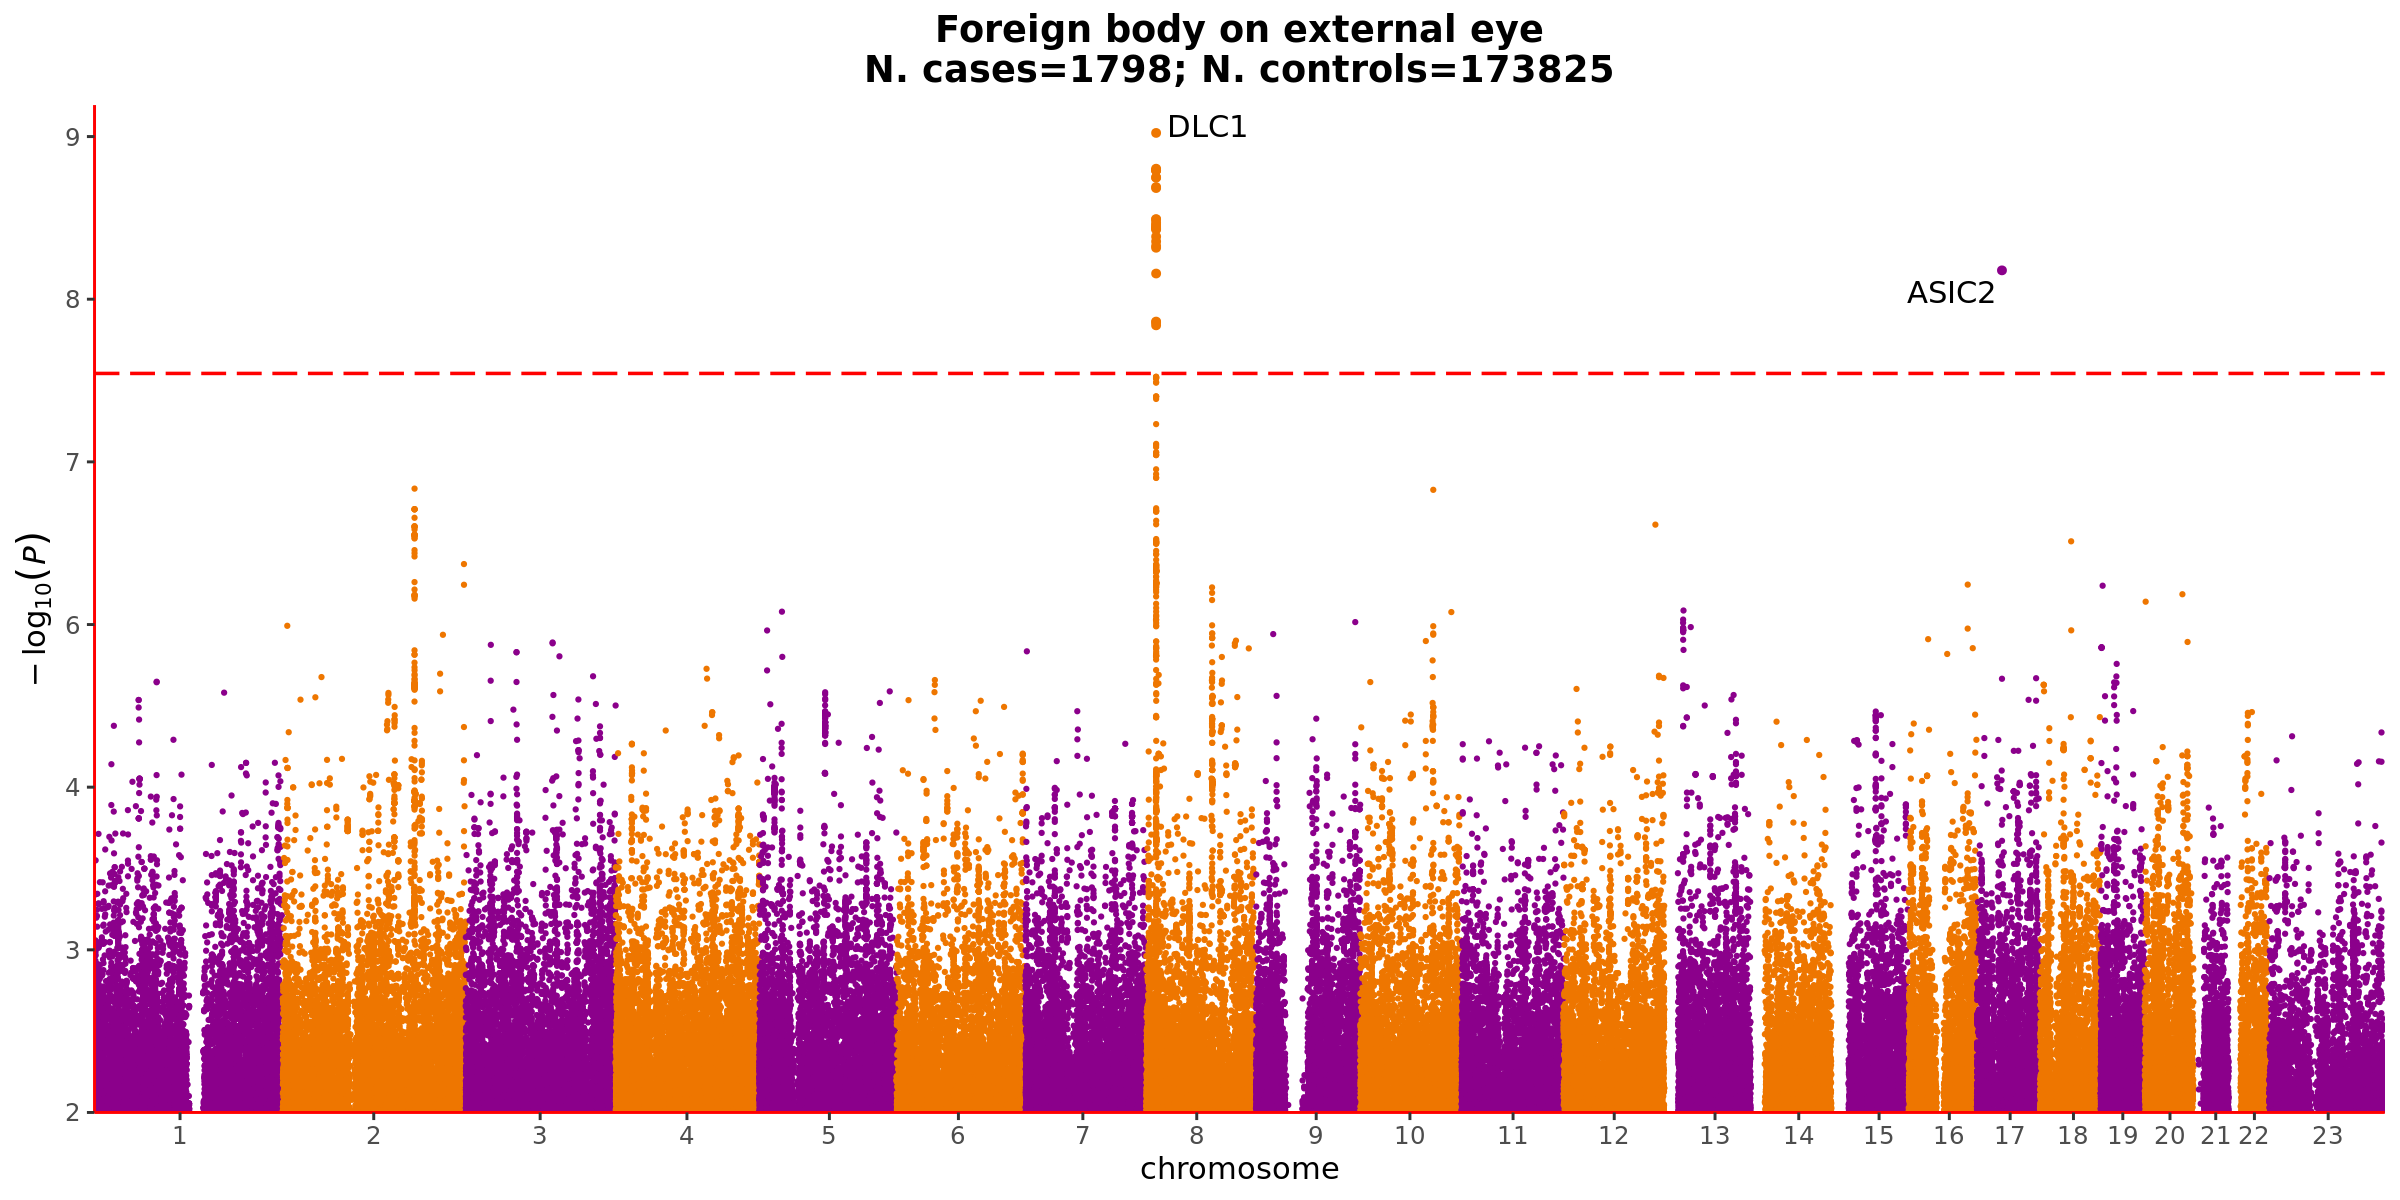 Foreign body on external eye
N. cases=1798; N. controls=173825
9
DLC1
8
ASIC2
7
6
− log10(P)
6
4
3
2
1 2 3 4 5 6 7 8 9 10 11 12 13 14 15 16 17 18 19 20 21 22 23
chromosome